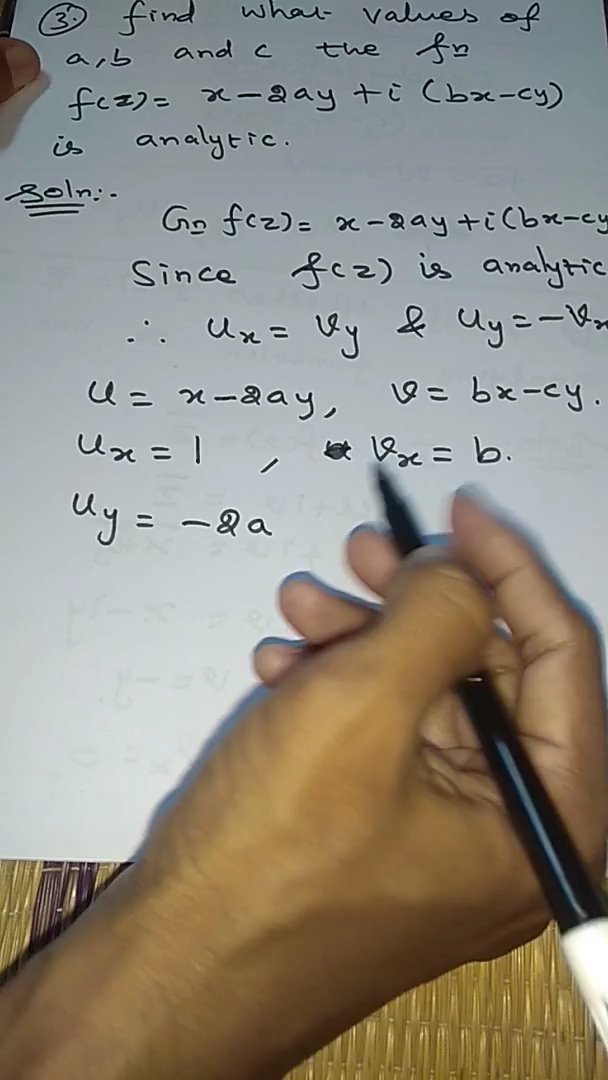 ③. find what values of
a,b and c the fn
f(z)= x-2ay+i (bx-cy)
is analytic.
Soln:-
Gn f(z)= x-2ay+i(bx-cy
Since f(z) is analytic
∴ ux = vy & uy = -vx
u = x-2ay, v = bx-cy.
ux = 1 , vx = b.
uy = -2a